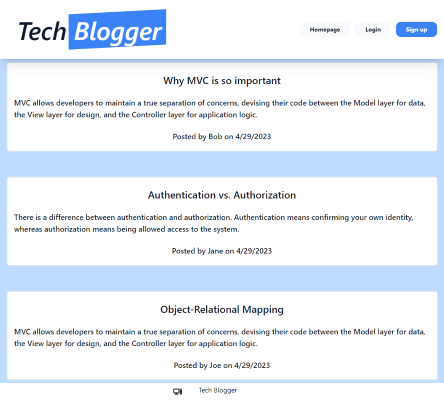 Tech Blogger
Homepage
Login
Sign up
Why MVC is so important
MVC allows developers to maintain a true separation of concerns, devising their code between the Model layer for data,
the View layer for design, and the Controller layer for application logic.
Posted by Bob on 4/29/2023
Authentication vs. Authorization
There is a difference between authentication and authorization. Authentication means confirming your own identity,
whereas authorization means being allowed access to the system.
Posted by Jane on 4/29/2023
Object-Relational Mapping
MVC allows developers to maintain a true separation of concerns, devising their code between the Model layer for data,
the View layer for design, and the Controller layer for application logic.
Posted by Joe on 4/29/2023
Tech Blogger